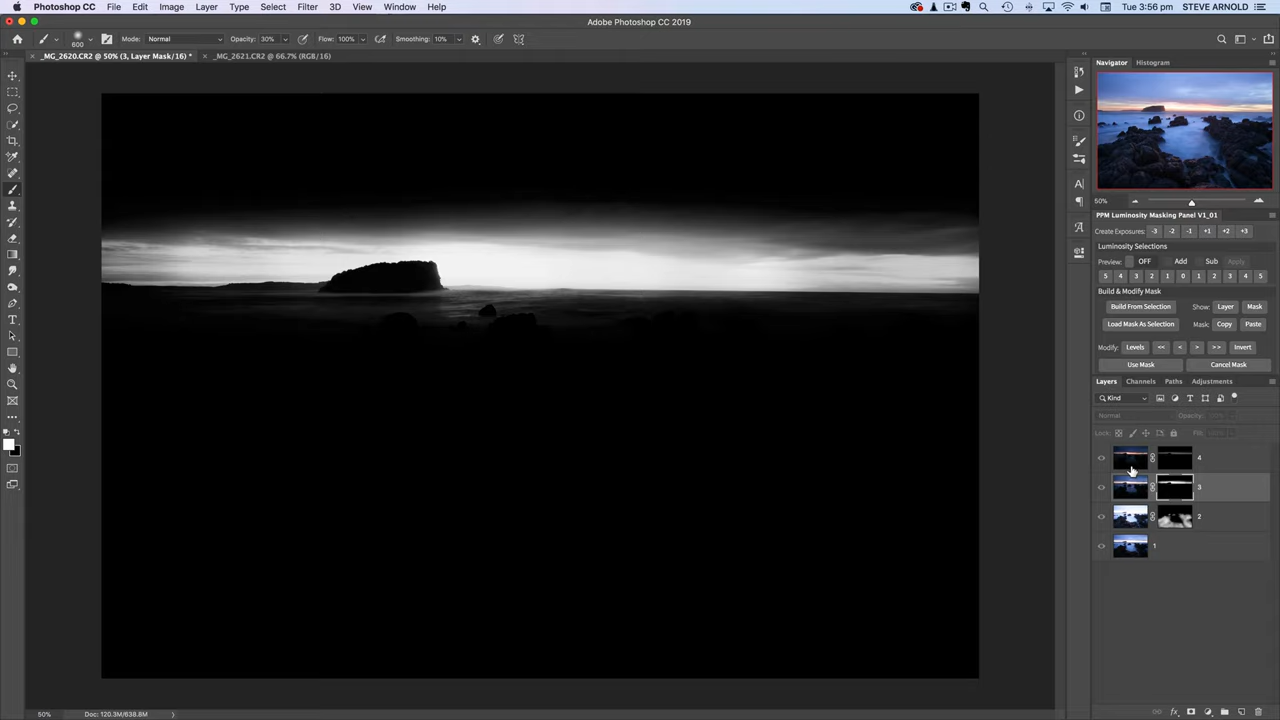 Photoshop CC File Edit Image Layer Type Select Filter 3D View Window Help Tue 3:56 pm STEVE ARNOLD
Adobe Photoshop CC 2019
600 Mode: Normal Opacity: 30% Flow: 100% Smoothing: 10%
_MG_2620.CR2 @ 50% (3, Layer Mask/16) * _MG_2621.CR2 @ 66.7% (RGB/16)
Navigator Histogram
50%
PPM Luminosity Masking Panel V1_01
Create Exposures: -3 -2 -1 +1 +2 +3
Luminosity Selections
Preview: OFF Add Sub Apply
5 4 3 2 1 0 1 2 3 4 5
Build & Modify Mask
Build From Selection Show: Layer Mask
Load Mask As Selection Mask: Copy Paste
Modify: Levels << < > >> Invert
Use Mask Cancel Mask
Layers Channels Paths Adjustments
Kind
Normal Opacity: 100%
Lock: Fill:
4
3
2
1
50% Doc: 120.3M/838.8M